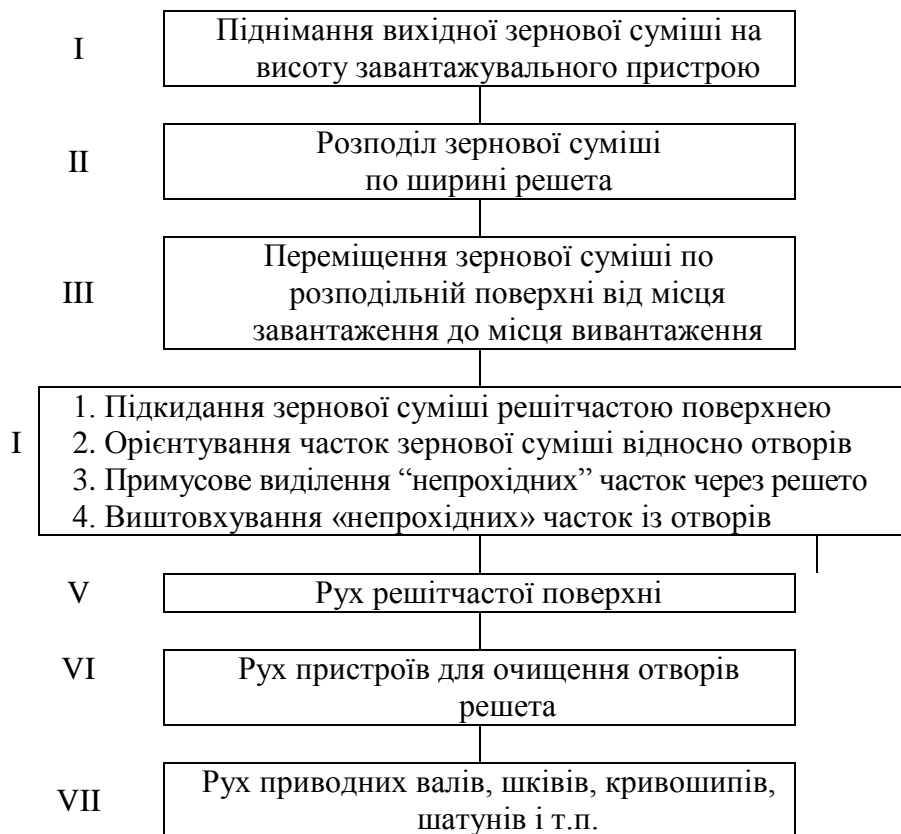 I
Піднімання вихідної зернової суміші на
висоту завантажувального пристрою
II
Розподіл зернової суміші
по ширині решета
III
Переміщення зернової суміші по
розподільній поверхні від місця
завантаження до місця вивантаження
I
1. Підкидання зернової суміші решітчастою поверхнею
2. Орієнтування часток зернової суміші відносно отворів
3. Примусове виділення “непрохідних” часток через решето
4. Виштовхування «непрохідних» часток із отворів
V
Рух решітчастої поверхні
VI
Рух пристроїв для очищення отворів
решета
VII
Рух приводних валів, шківів, кривошипів,
шатунів і т.п.